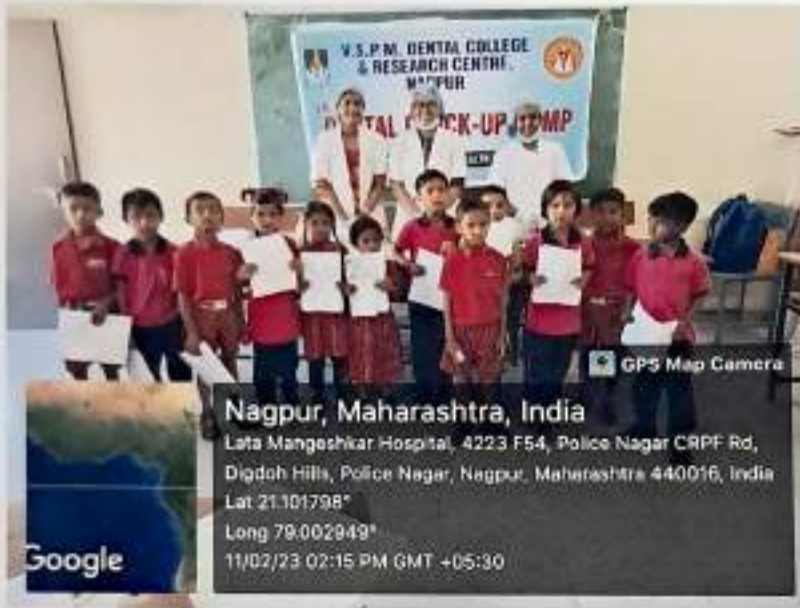 V.S.P.M. DENTAL COLLEGE
& RESEARCH CENTRE,
NAGPUR
GPS Map Camera
Nagpur, Maharashtra, India
Lata Mangeshkar Hospital, 4223 F54, Police Nagar CRPF Rd,
Digdoh Hills, Police Nagar, Nagpur, Maharashtra 440016, India
Lat 21.101798°
Long 79.002949°
11/02/23 02:15 PM GMT +05:30
Google